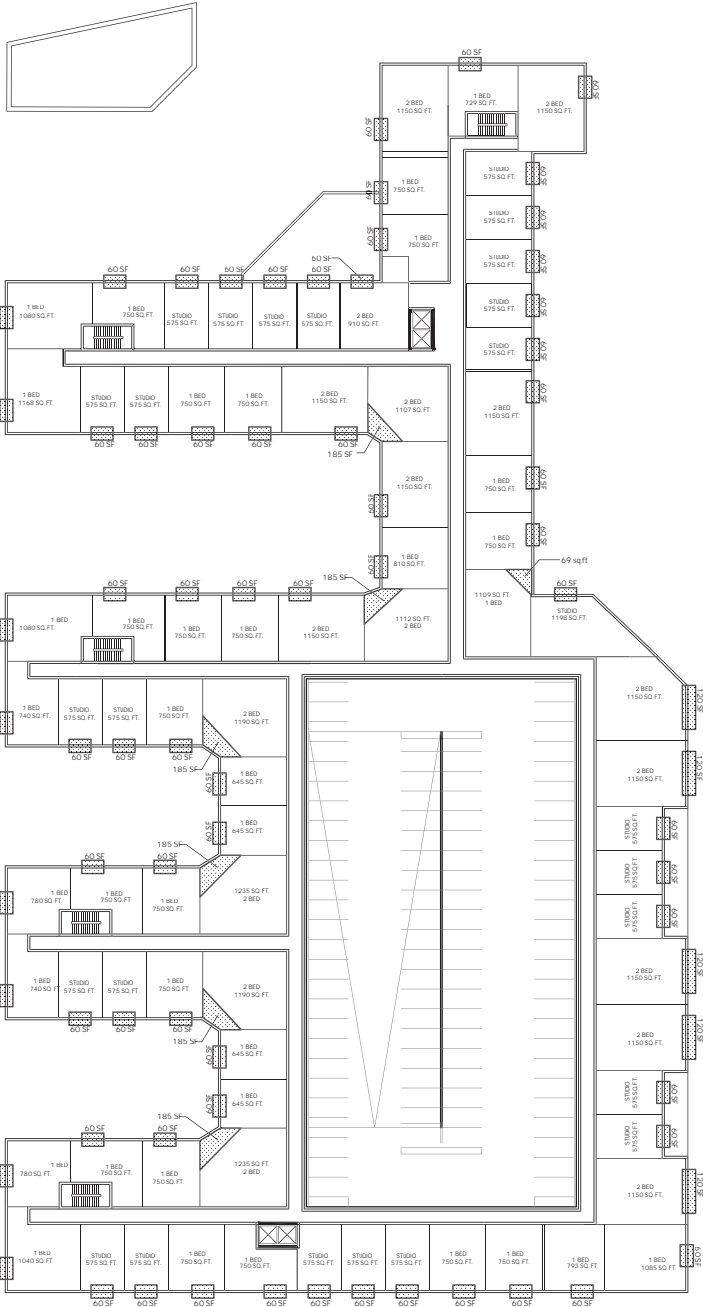 60 SF
60 SF
60 SF
2 BED
1150 SQ.FT.
1 BED
729 SQ.FT.
2 BED
1150 SQ.FT.
60 SF
1 BED
750 SQ.FT.
STUDIO
575 SQ.FT.
60 SF
STUDIO
575 SQ.FT.
60 SF
60 SF
1 BED
750 SQ.FT.
STUDIO
575 SQ.FT.
60 SF
60 SF
60 SF
60 SF
60 SF
60 SF
60 SF
1 BED
1080 SQ.FT.
1 BED
750 SQ.FT.
STUDIO
575 SQ.FT.
STUDIO
575 SQ.FT.
STUDIO
575 SQ.FT.
STUDIO
575 SQ.FT.
2 BED
910 SQ.FT.
STUDIO
575 SQ.FT.
60 SF
STUDIO
575 SQ.FT.
60 SF
1 BED
1168 SQ.FT.
STUDIO
575 SQ.FT.
STUDIO
575 SQ.FT.
1 BED
750 SQ.FT.
1 BED
750 SQ.FT.
2 BED
1150 SQ.FT.
2 BED
1107 SQ.FT.
2 BED
1150 SQ.FT.
60 SF
60 SF
60 SF
60 SF
60 SF
60 SF
185 SF
2 BED
1150 SQ.FT.
60 SF
1 BED
750 SQ.FT.
60 SF
1 BED
810 SQ.FT.
60 SF
1 BED
750 SQ.FT.
60 SF
69 sq.ft
185 SF
60 SF
60 SF
60 SF
60 SF
60 SF
1109 SQ.FT.
1 BED
STUDIO
1198 SQ.FT.
1 BED
1080 SQ.FT.
1 BED
750 SQ.FT.
1 BED
750 SQ.FT.
1 BED
750 SQ.FT.
2 BED
1150 SQ.FT.
1112 SQ.FT.
2 BED
1 BED
740 SQ.FT.
STUDIO
575 SQ.FT.
STUDIO
575 SQ.FT.
1 BED
750 SQ.FT.
2 BED
1190 SQ.FT.
2 BED
1150 SQ.FT.
120 SF
60 SF
60 SF
60 SF
185 SF
1 BED
645 SQ.FT.
60 SF
2 BED
1150 SQ.FT.
120 SF
1 BED
645 SQ.FT.
60 SF
STUDIO
575 SQ.FT.
60 SF
185 SF
60 SF
60 SF
STUDIO
575 SQ.FT.
60 SF
1 BED
780 SQ.FT.
1 BED
750 SQ.FT.
1 BED
750 SQ.FT.
1235 SQ.FT.
2 BED
STUDIO
575 SQ.FT.
60 SF
1 BED
740 SQ.FT.
STUDIO
575 SQ.FT.
STUDIO
575 SQ.FT.
1 BED
750 SQ.FT.
2 BED
1190 SQ.FT.
2 BED
1150 SQ.FT.
120 SF
60 SF
60 SF
60 SF
185 SF
1 BED
645 SQ.FT.
60 SF
2 BED
1150 SQ.FT.
120 SF
1 BED
645 SQ.FT.
60 SF
STUDIO
575 SQ.FT.
60 SF
185 SF
60 SF
60 SF
STUDIO
575 SQ.FT.
60 SF
1 BED
780 SQ.FT.
1 BED
750 SQ.FT.
1 BED
750 SQ.FT.
1235 SQ.FT.
2 BED
2 BED
1150 SQ.FT.
120 SF
1 BED
1040 SQ.FT.
STUDIO
575 SQ.FT.
STUDIO
575 SQ.FT.
1 BED
750 SQ.FT.
1 BED
750 SQ.FT.
STUDIO
575 SQ.FT.
STUDIO
575 SQ.FT.
STUDIO
575 SQ.FT.
1 BED
750 SQ.FT.
1 BED
750 SQ.FT.
1 BED
793 SQ.FT.
1 BED
1085 SQ.FT.
60 SF
60 SF
60 SF
60 SF
60 SF
60 SF
60 SF
60 SF
60 SF
60 SF
60 SF